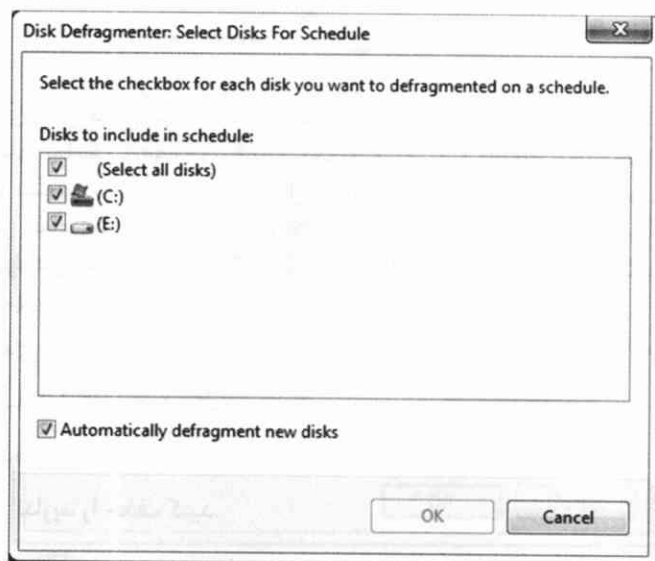 Disk Defragmenter: Select Disks For Schedule
Select the checkbox for each disk you want to defragmented on a schedule.
Disks to include in schedule:
(Select all disks)
(C:)
(E:)
Automatically defragment new disks
OK
Cancel